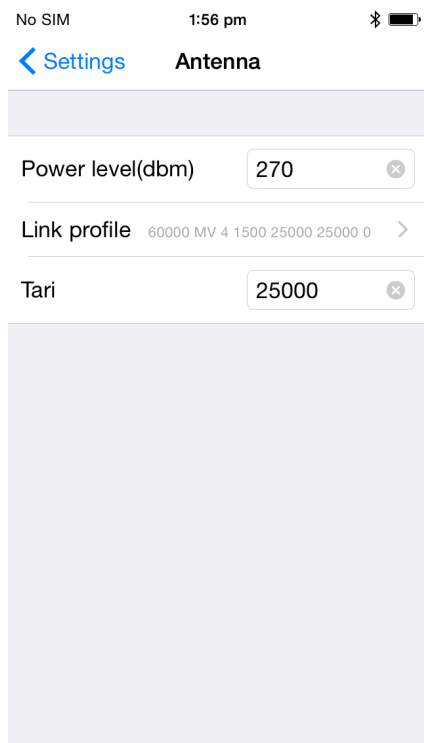 No SIM 1:56 pm
Settings Antenna
Power level(dbm) 270
Link profile 60000 MV 4 1500 25000 25000 0
Tari 25000